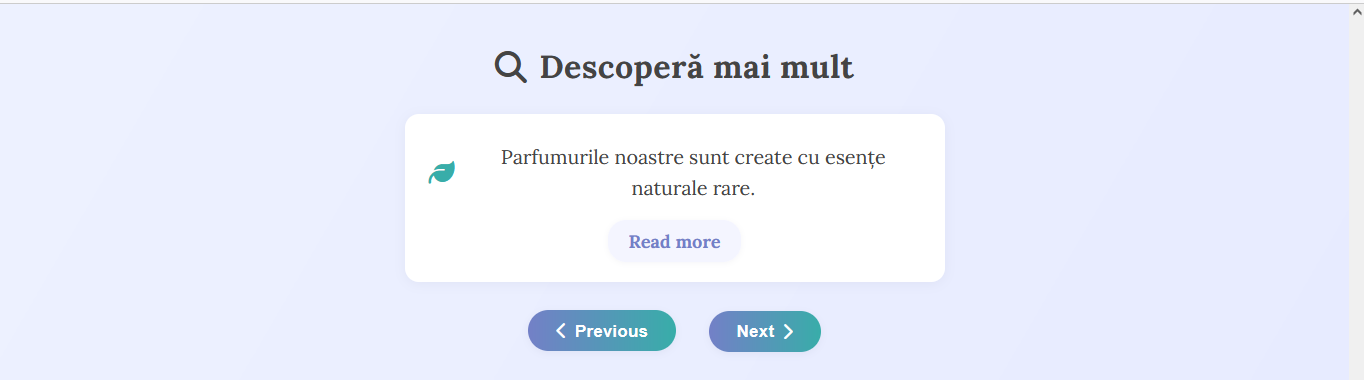 Descoperă mai mult
Parfumurile noastre sunt create cu esențe
naturale rare.
Read more
Previous
Next